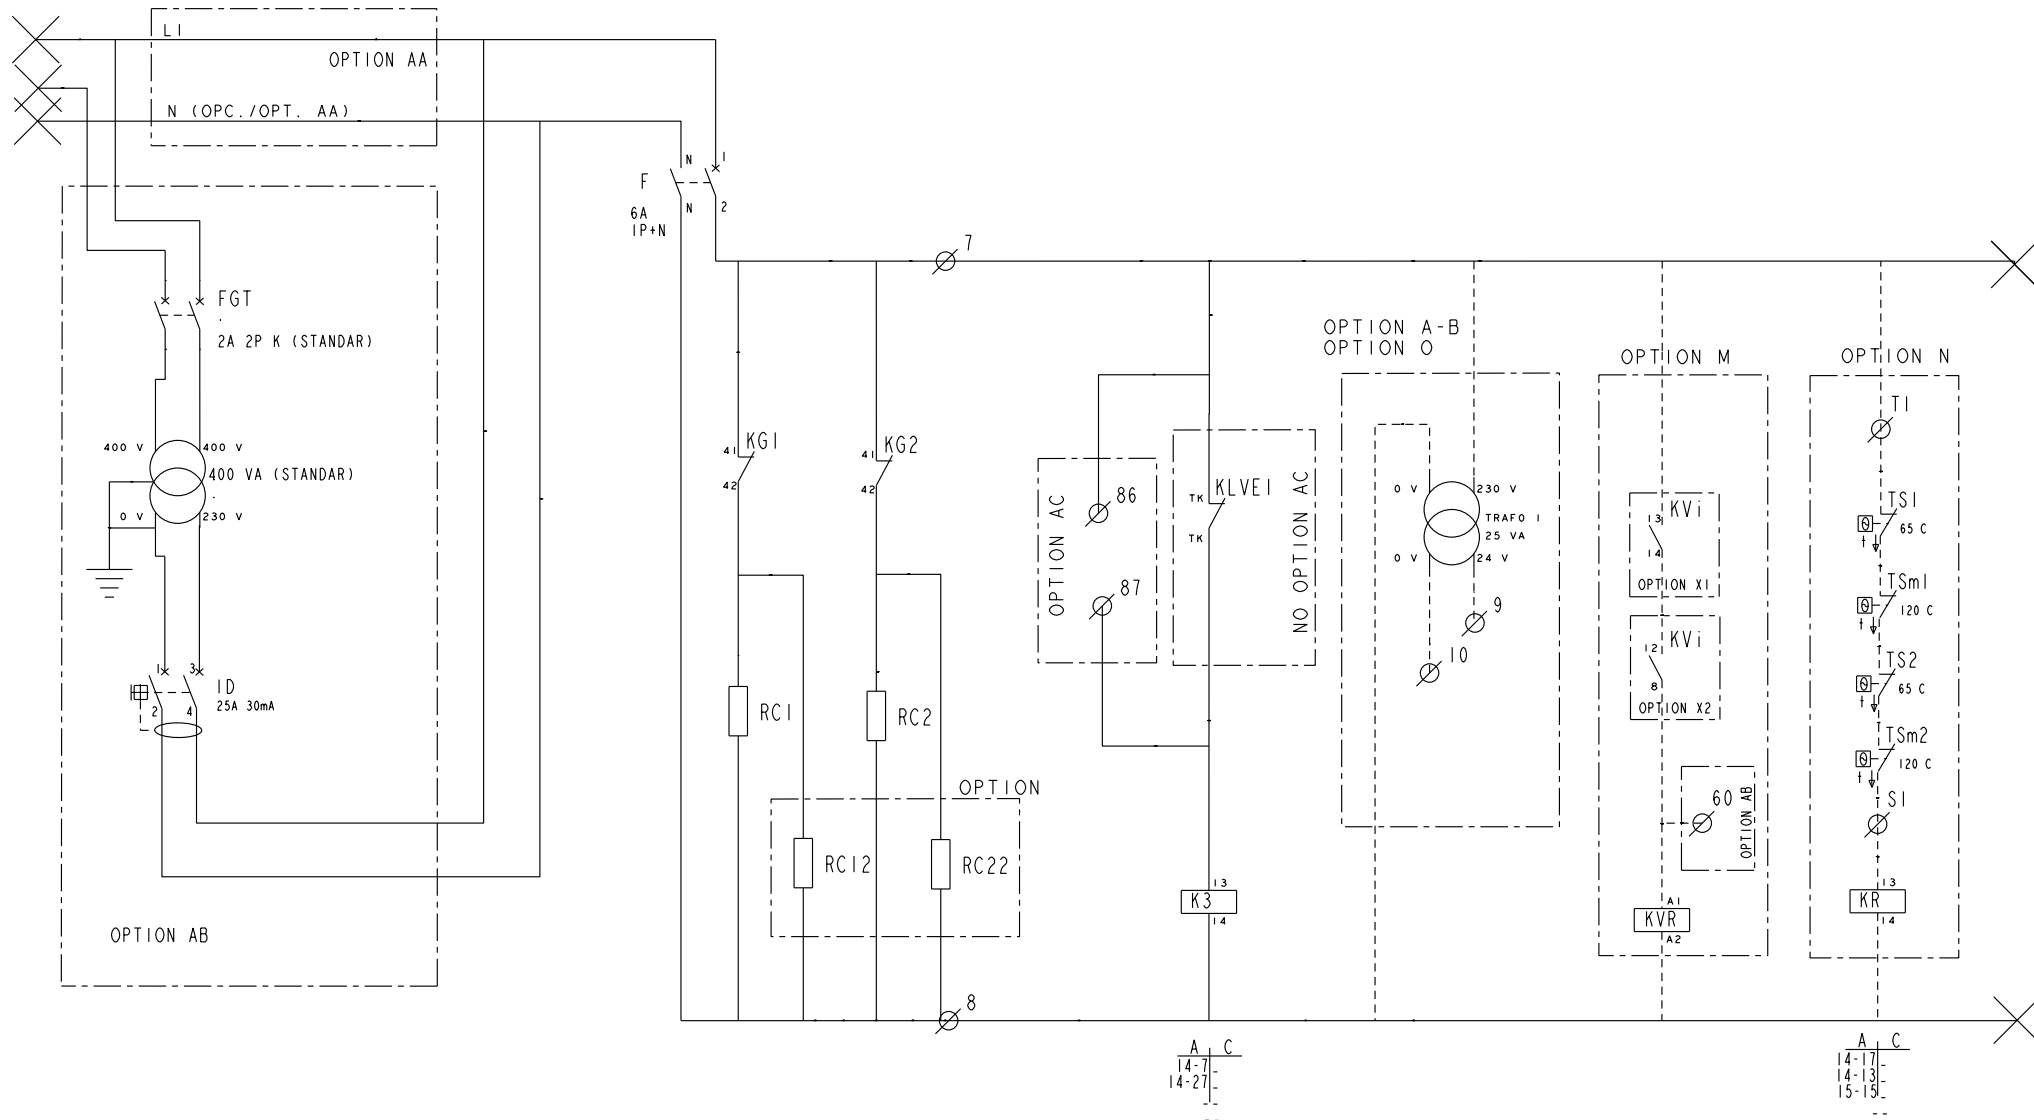 L1
OPTION AA
N (OPC./OPT. AA)
N 1
F
6A
1P+N
N 2
7
FGT
2A 2P K (STANDAR)
400 V 400 V
400 VA (STANDAR)
0 V 230 V
1 3
ID
25A 30mA
2 4
OPTION AB
41 KG1
42
41 KG2
42
RC1
RC2
OPTION
RC12
RC22
8
OPTION AC
86
87
TK KLVE1
TK
NO OPTION AC
13
K3
14
A C
14-7 -
14-27 -
--
--
OPTION A-B
OPTION O
0 V 230 V
TRAFO 1
25 VA
0 V 24 V
9
10
OPTION M
13 KVi
14
OPTION X1
12 KVi
8
OPTION X2
60
OPTION AB
A1
KVR
A2
OPTION N
T1
TS1
θ 65 C
t
TSm1
θ 120 C
t
TS2
θ 65 C
t
TSm2
θ 120 C
t
S1
13
KR
14
A C
14-17 -
14-13 -
15-15 -
--